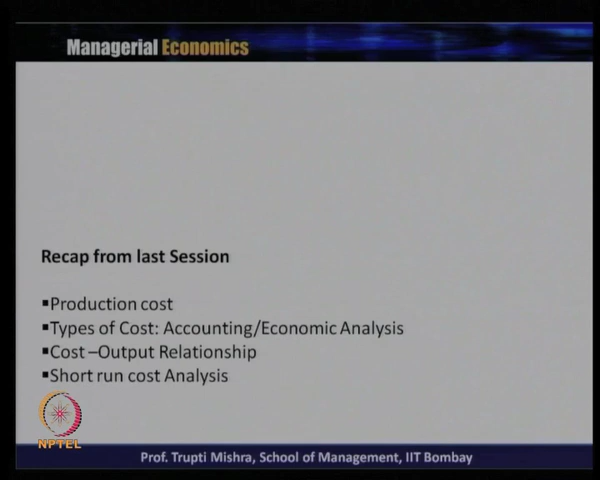 Managerial Economics
Recap from last Session
▪Production cost
▪Types of Cost: Accounting/Economic Analysis
▪Cost –Output Relationship
▪Short run cost Analysis
NPTEL
Prof. Trupti Mishra, School of Management, IIT Bombay